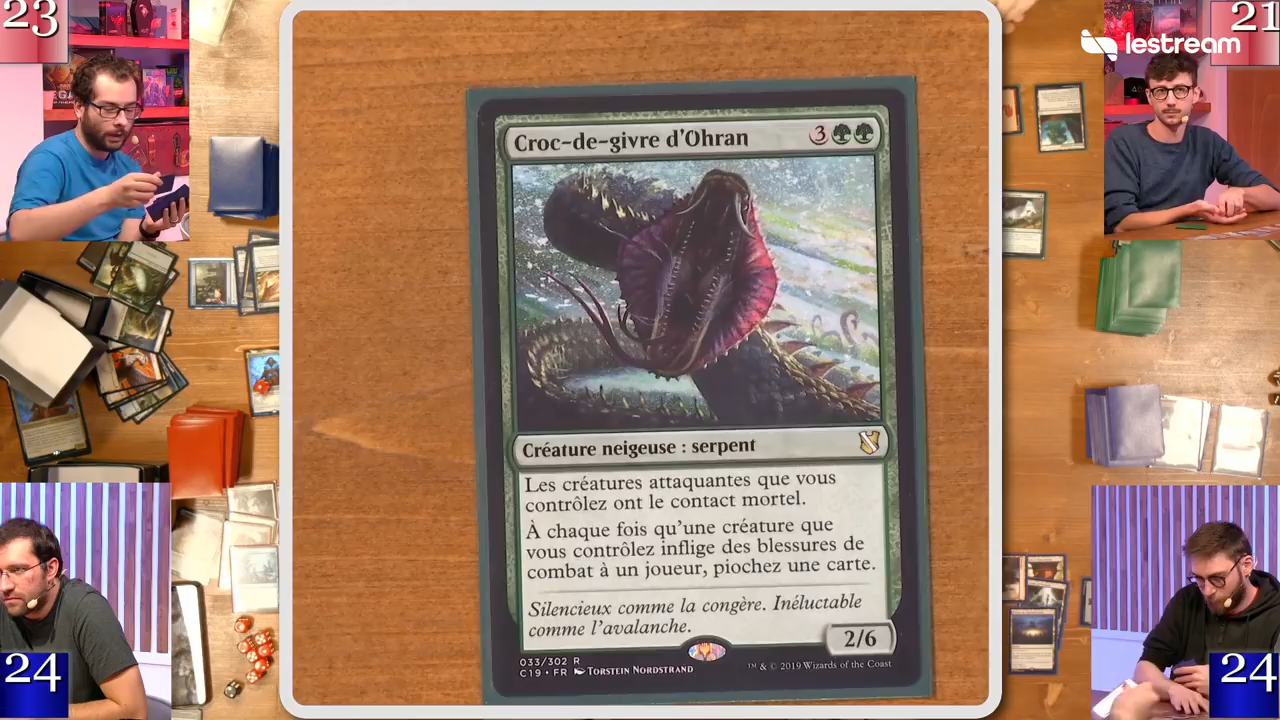 23
21
lestream
Croc-de-givre d'Ohran
3
Créature neigeuse : serpent
Les créatures attaquantes que vous
contrôlez ont le contact mortel.
À chaque fois qu'une créature que
vous contrôlez inflige des blessures de
combat à un joueur, piochez une carte.
Silencieux comme la congère. Inéluctable
comme l'avalanche.
2/6
033/302 R
C19 • FR Torstein Nordstrand
™ & © 2019 Wizards of the Coast
24
24